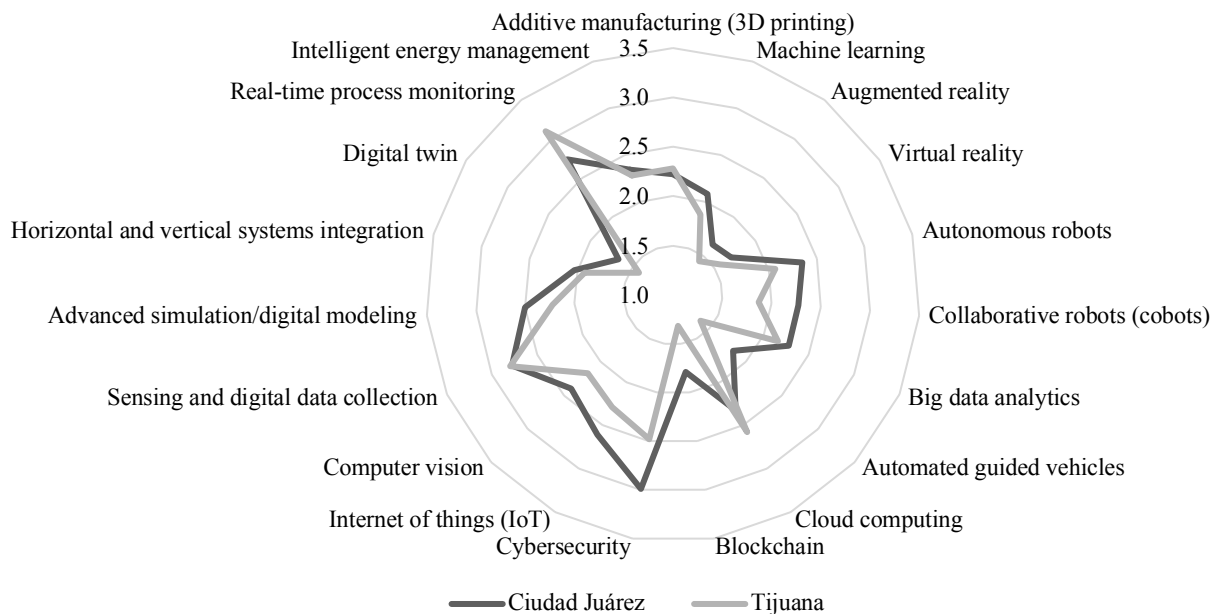 Additive manufacturing (3D printing)
Intelligent energy management
3.5
Machine learning
Real-time process monitoring
3.0
Augmented reality
Digital twin
2.5
Virtual reality
2.0
Horizontal and vertical systems integration
1.5
Autonomous robots
1.0
Advanced simulation/digital modeling
Collaborative robots (cobots)
Sensing and digital data collection
Big data analytics
Computer vision
Automated guided vehicles
Internet of things (IoT)
Cloud computing
Cybersecurity
Blockchain
Ciudad Juárez
Tijuana